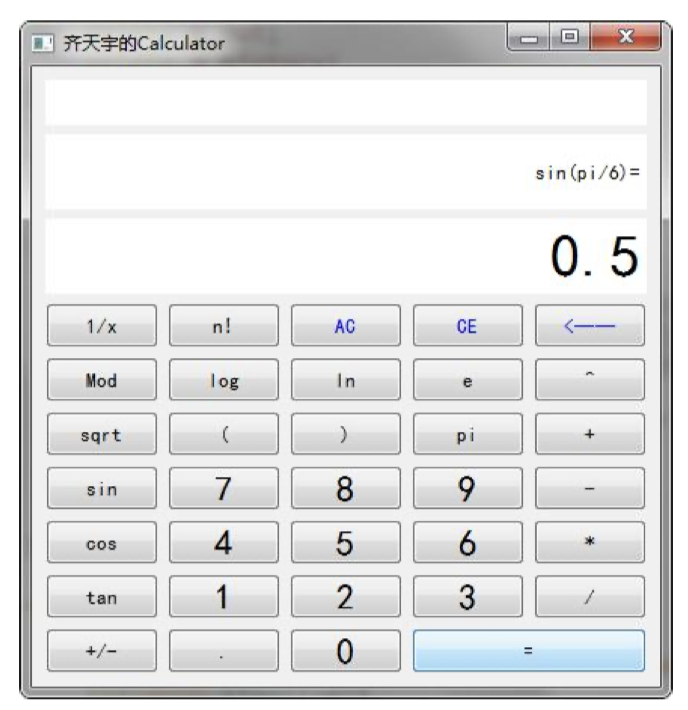 齐天宇的Calculator
sin(pi/6)=
0.5
1/x n! AC CE <——
Mod log ln e ^
sqrt ( ) pi +
sin 7 8 9 -
cos 4 5 6 *
tan 1 2 3 /
+/- . 0 =